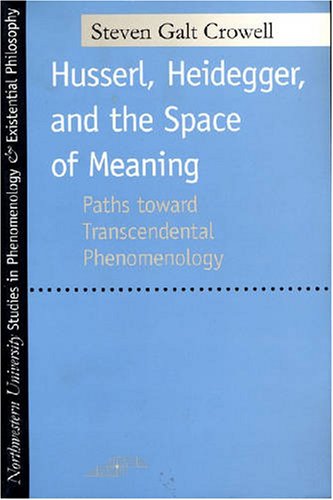 Steven Galt Crowell
Husserl, Heidegger,
and the Space
of Meaning
Paths toward
Transcendental
Phenomenology
Northwestern University Studies in Phenomenology & Existential Philosophy